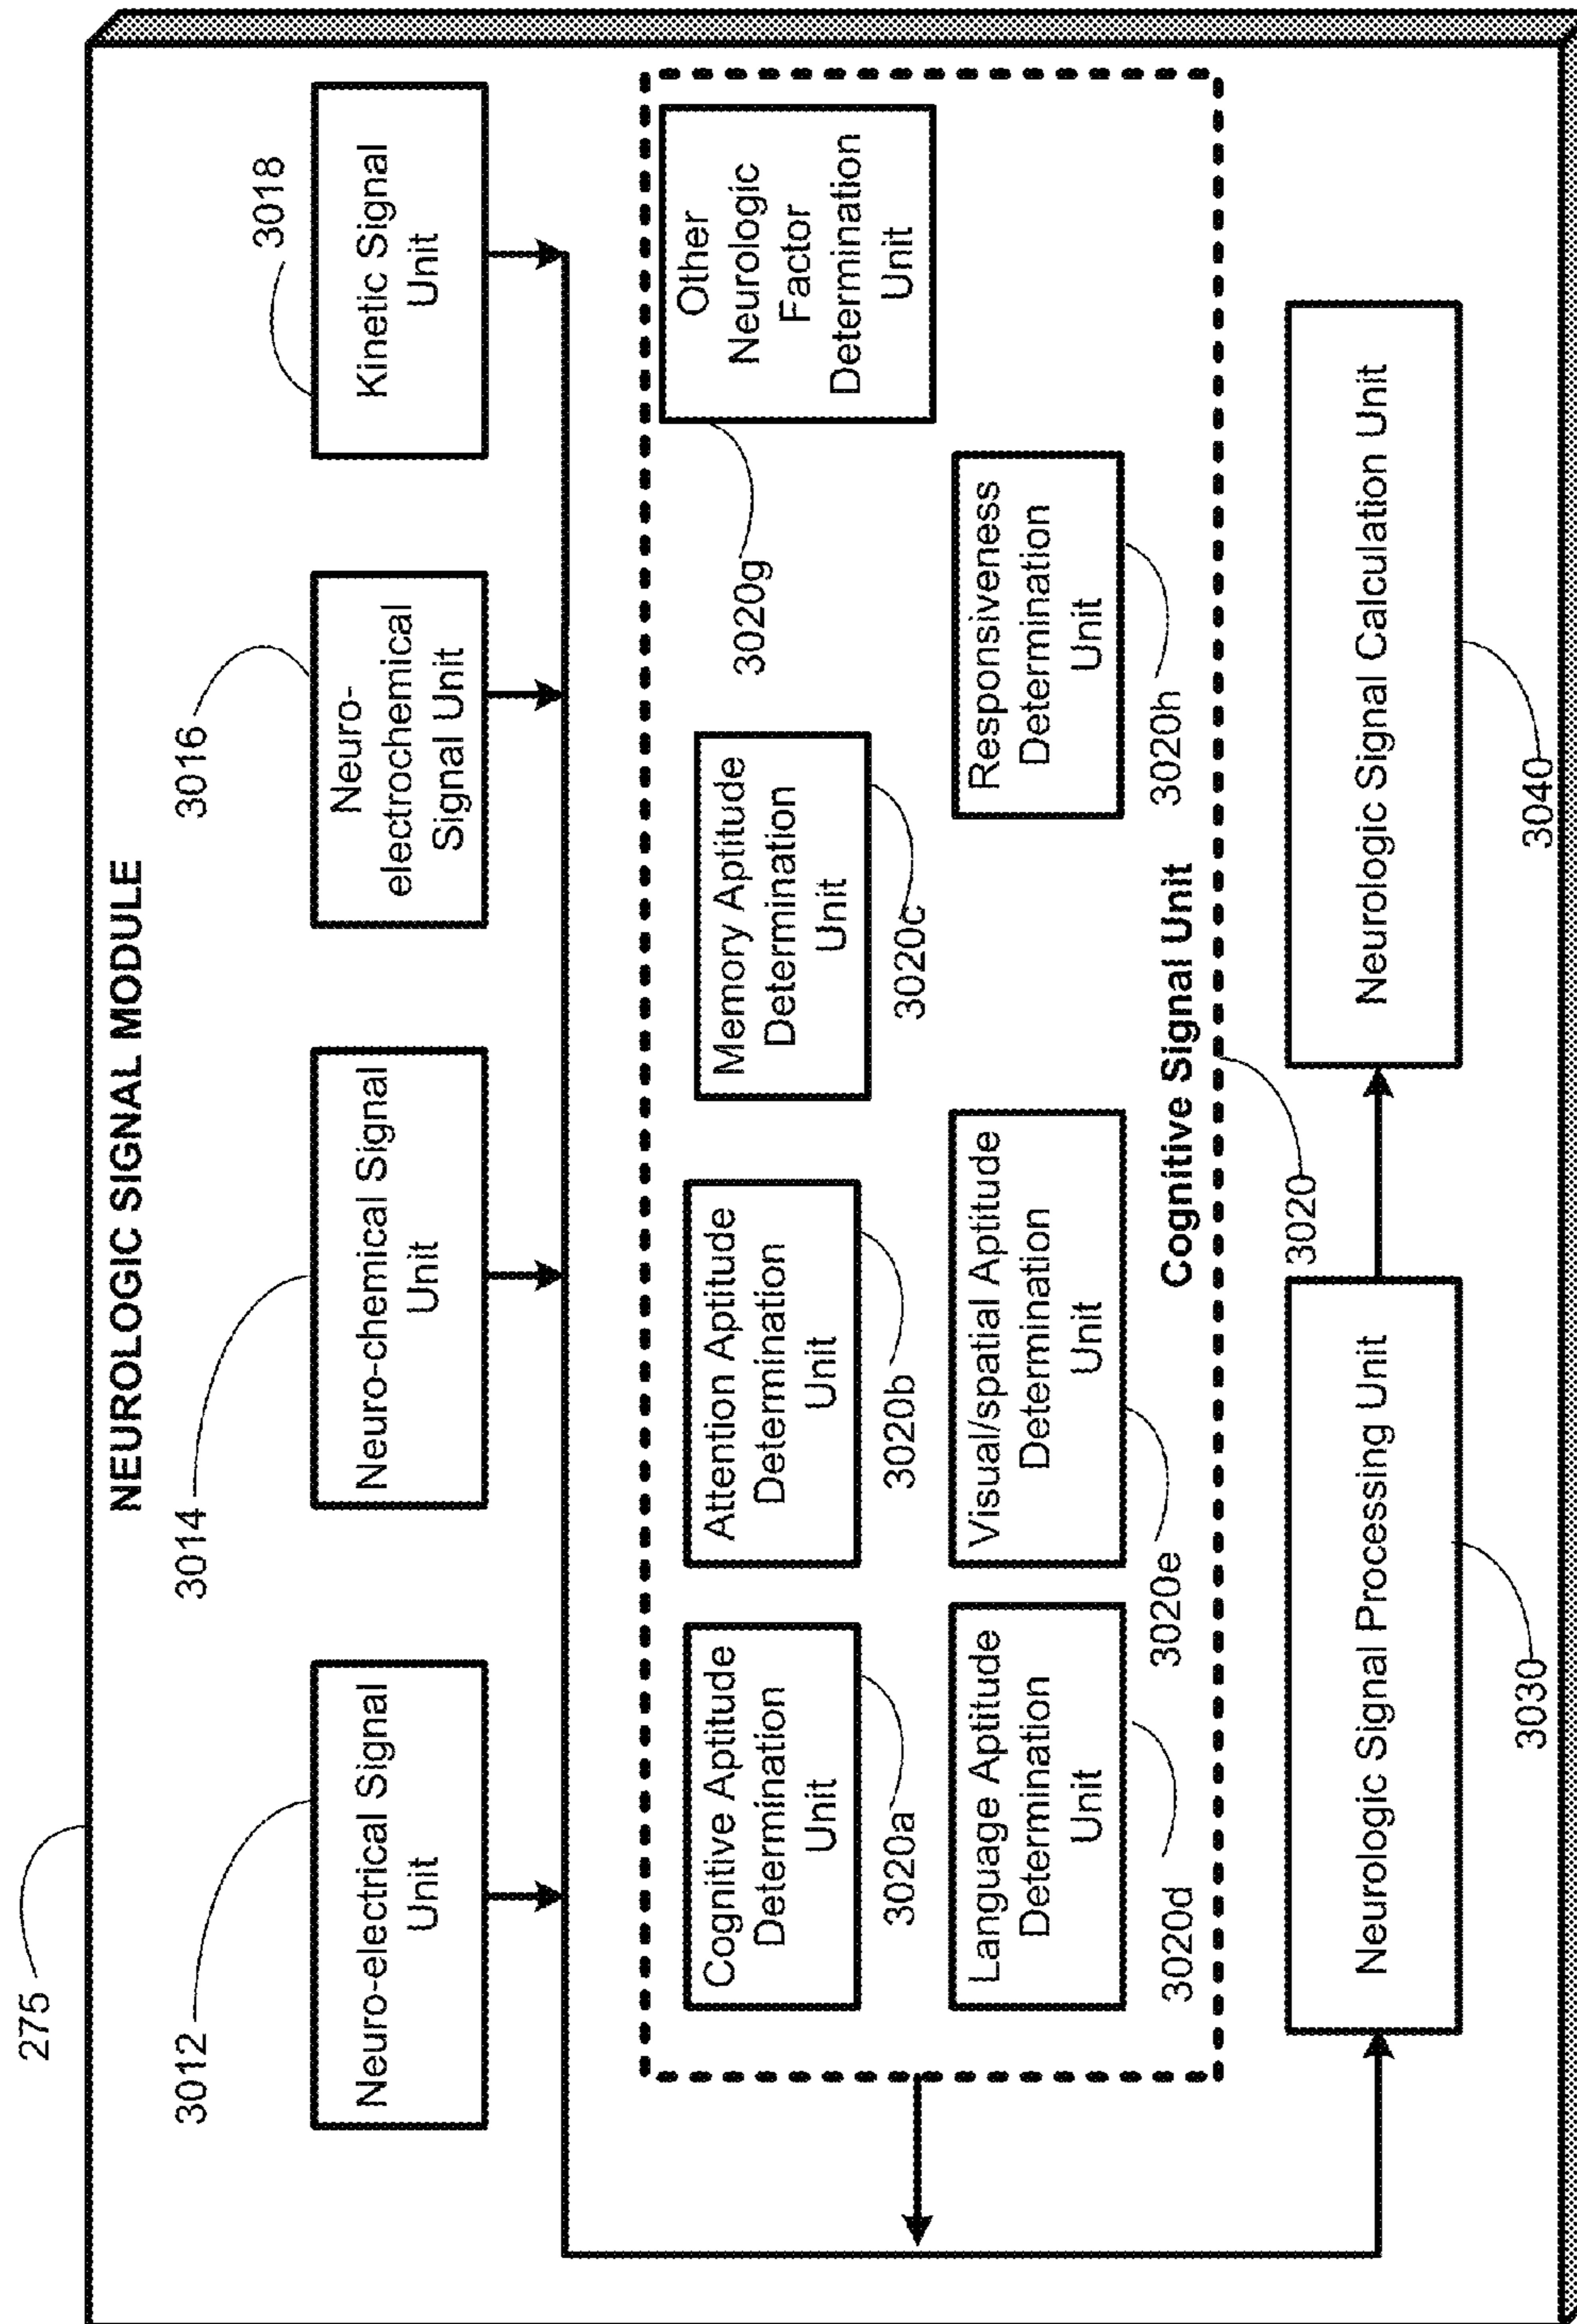 275
NEUROLOGIC SIGNAL MODULE
3012
3014
3016
3018
Neuro-electrical Signal
Unit
Neuro-chemical Signal
Unit
Neuro-
electrochemical
Signal Unit
Kinetic Signal
Unit
Cognitive Aptitude
Determination
Unit
3020a
Attention Aptitude
Determination
Unit
3020b
Memory Aptitude
Determination
Unit
3020c
Other
Neurologic
Factor
Determination
Unit
3020g
Language Aptitude
Determination
Unit
3020d
Visual/spatial Aptitude
Determination
Unit
3020e
Responsiveness
Determination
Unit
3020h
Cognitive Signal Unit
3020
Neurologic Signal Processing Unit
3030
Neurologic Signal Calculation Unit
3040